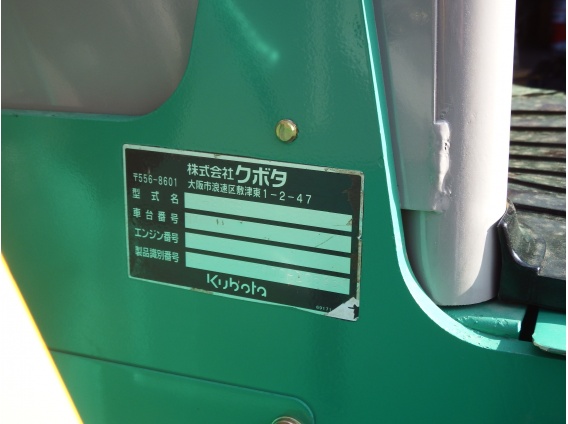 株式会社クボタ
〒556-8601 大阪市浪速区敷津東1-2-47
型式名
車台番号
エンジン番号
製品識別番号
Kubota